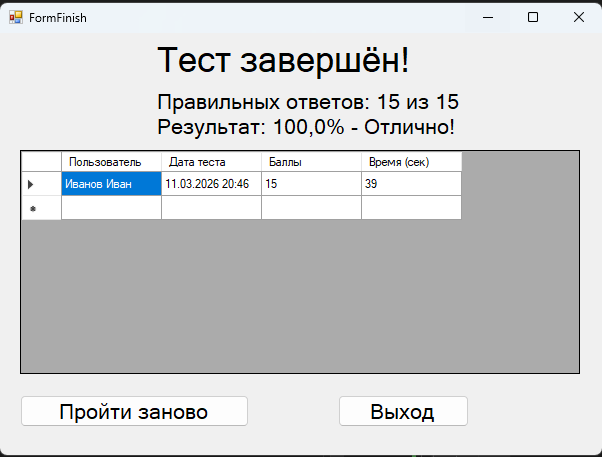 FormFinish
Тест завершён!
Правильных ответов: 15 из 15
Результат: 100,0% - Отлично!
Пользователь Дата теста Баллы Время (сек)
Иванов Иван 11.03.2026 20:46 15 39
Пройти заново Выход